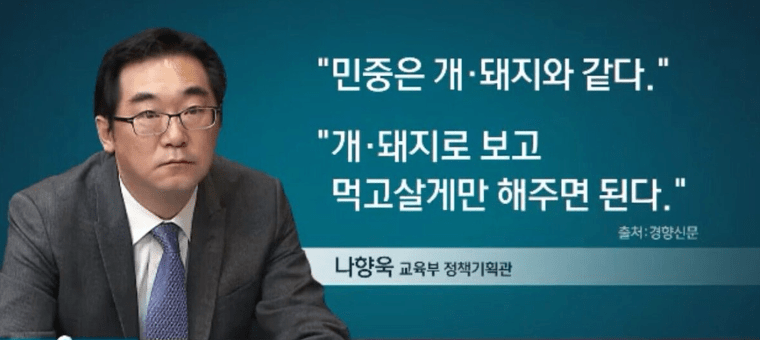 "민중은 개·돼지와 같다."
"개·돼지로 보고
먹고살게만 해주면 된다."
출처:경향신문
나향욱 교육부 정책기획관